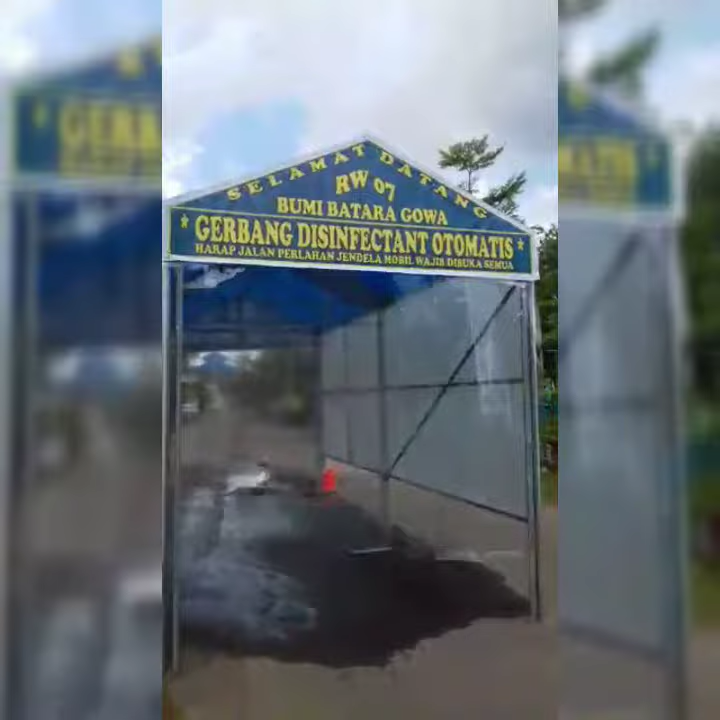 SELAMAT DATANG
RW 07
BUMI BATARA GOWA
* GERBANG DISINFECTANT OTOMATIS *
HARAP JALAN PERLAHAN JENDELA MOBIL WAJIB DIBUKA SEMUA